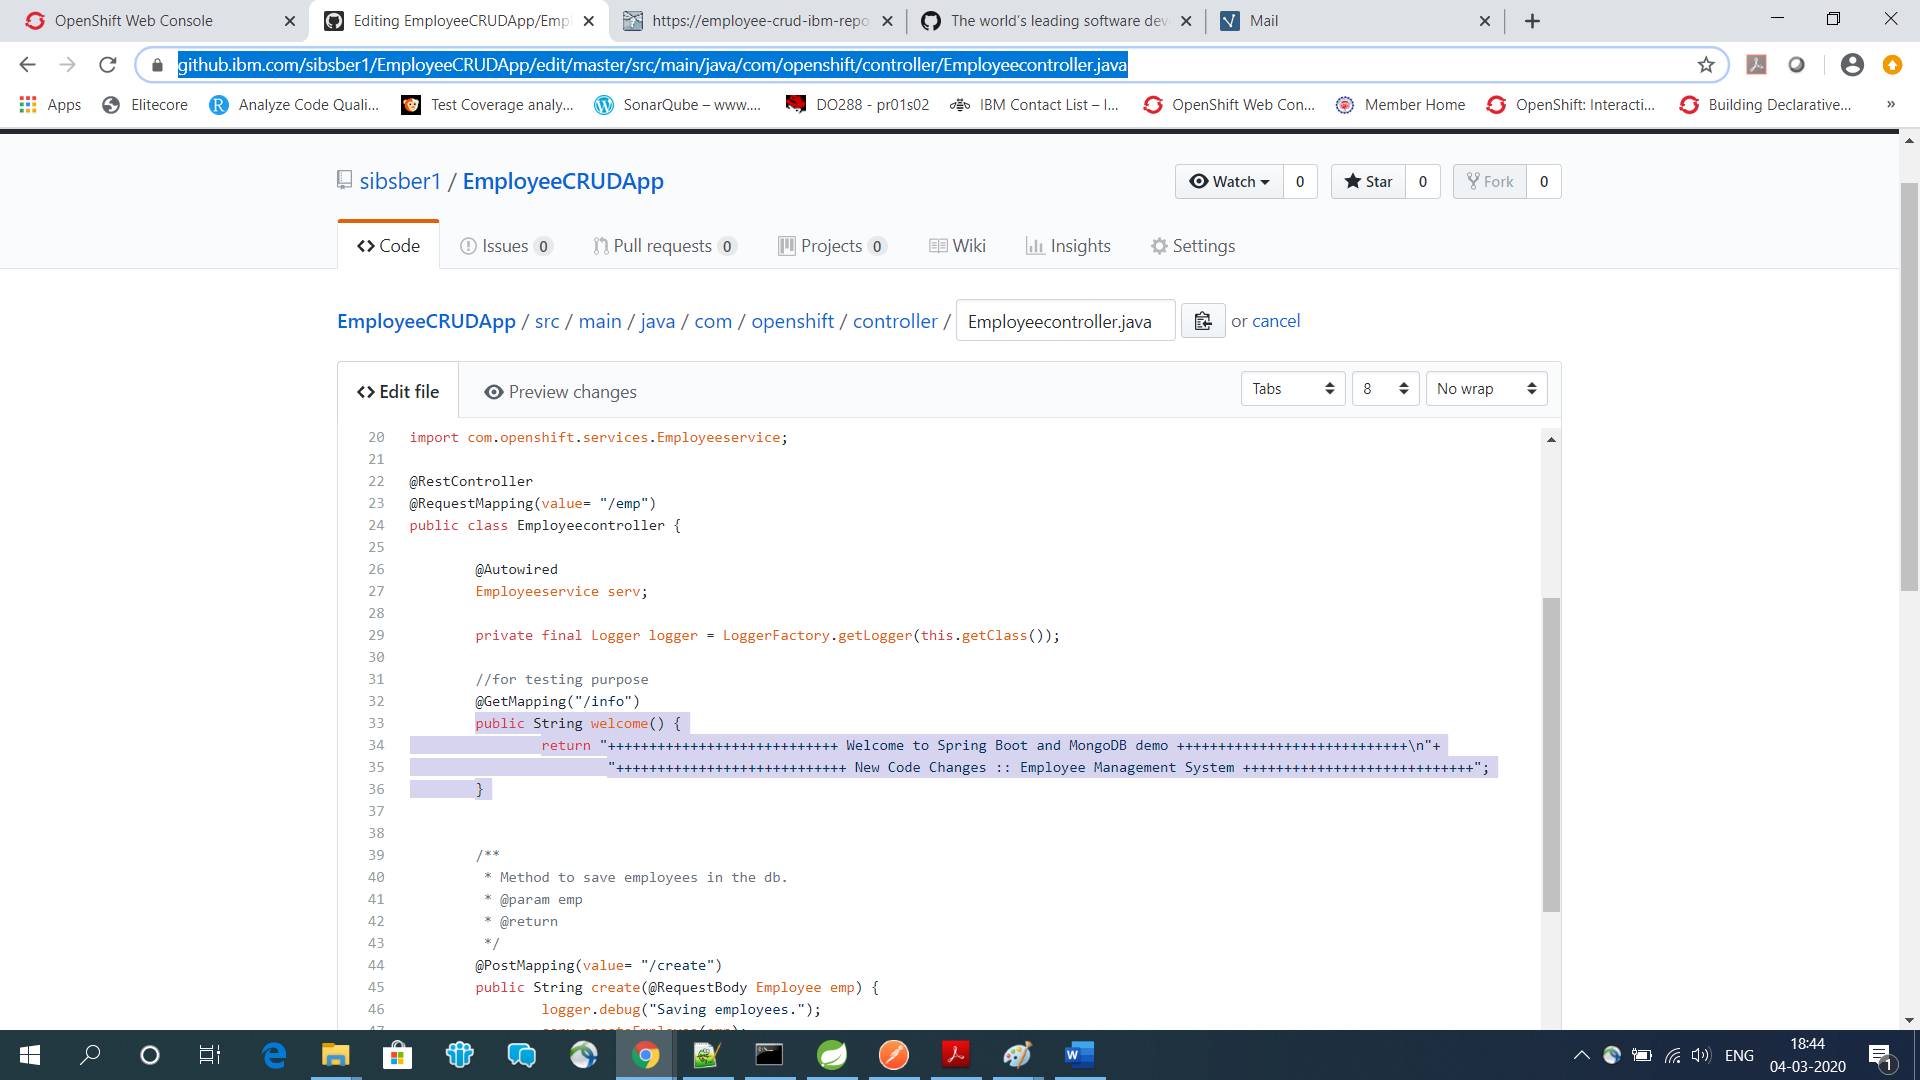 OpenShift Web Console
Editing EmployeeCRUDApp/Empl
https://employee-crud-ibm-repo
The world's leading software dev
Mail
github.ibm.com/sibsber1/EmployeeCRUDApp/edit/master/src/main/java/com/openshift/controller/Employeecontroller.java
Apps
Elitecore
Analyze Code Quali...
Test Coverage analy...
SonarQube – www....
DO288 - pr01s02
IBM Contact List – I...
OpenShift Web Con...
Member Home
OpenShift: Interacti...
Building Declarative...
»
sibsber1 / EmployeeCRUDApp
Watch 0
Star 0
Fork 0
Code
Issues 0
Pull requests 0
Projects 0
Wiki
Insights
Settings
EmployeeCRUDApp / src / main / java / com / openshift / controller / Employeecontroller.java or cancel
Edit file
Preview changes
Tabs
8
No wrap
20 import com.openshift.services.Employeeservice;
21
22 @RestController
23 @RequestMapping(value= "/emp")
24 public class Employeecontroller {
25
26 @Autowired
27 Employeeservice serv;
28
29 private final Logger logger = LoggerFactory.getLogger(this.getClass());
30
31 //for testing purpose
32 @GetMapping("/info")
33 public String welcome() {
34 return "++++++++++++++++++++++++++++ Welcome to Spring Boot and MongoDB demo ++++++++++++++++++++++++++++\n"+
35 "++++++++++++++++++++++++++++ New Code Changes :: Employee Management System ++++++++++++++++++++++++++++";
36 }
37
38
39 /**
40 * Method to save employees in the db.
41 * @param emp
42 * @return
43 */
44 @PostMapping(value= "/create")
45 public String create(@RequestBody Employee emp) {
46 logger.debug("Saving employees.");
ENG
18:44
04-03-2020
1